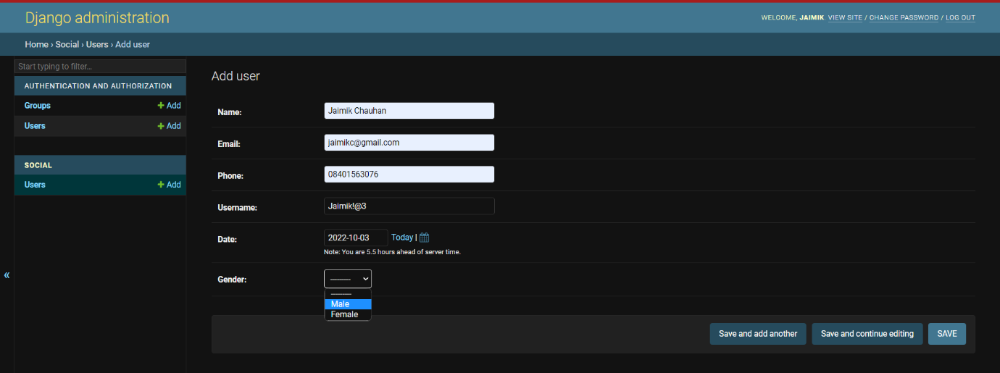 Django administration
WELCOME, JAIMIK. VIEW SITE / CHANGE PASSWORD / LOG OUT
Home › Social › Users › Add user
Start typing to filter...
AUTHENTICATION AND AUTHORIZATION
Groups + Add
Users + Add
SOCIAL
Users + Add
«
Add user
Name: Jaimik Chauhan
Email: jaimikc@gmail.com
Phone: 08401563076
Username: Jaimik!@3
Date: 2022-10-03 Today |
Note: You are 5.5 hours ahead of server time.
Gender: ---------
---------
Male
Female
Save and add another Save and continue editing SAVE